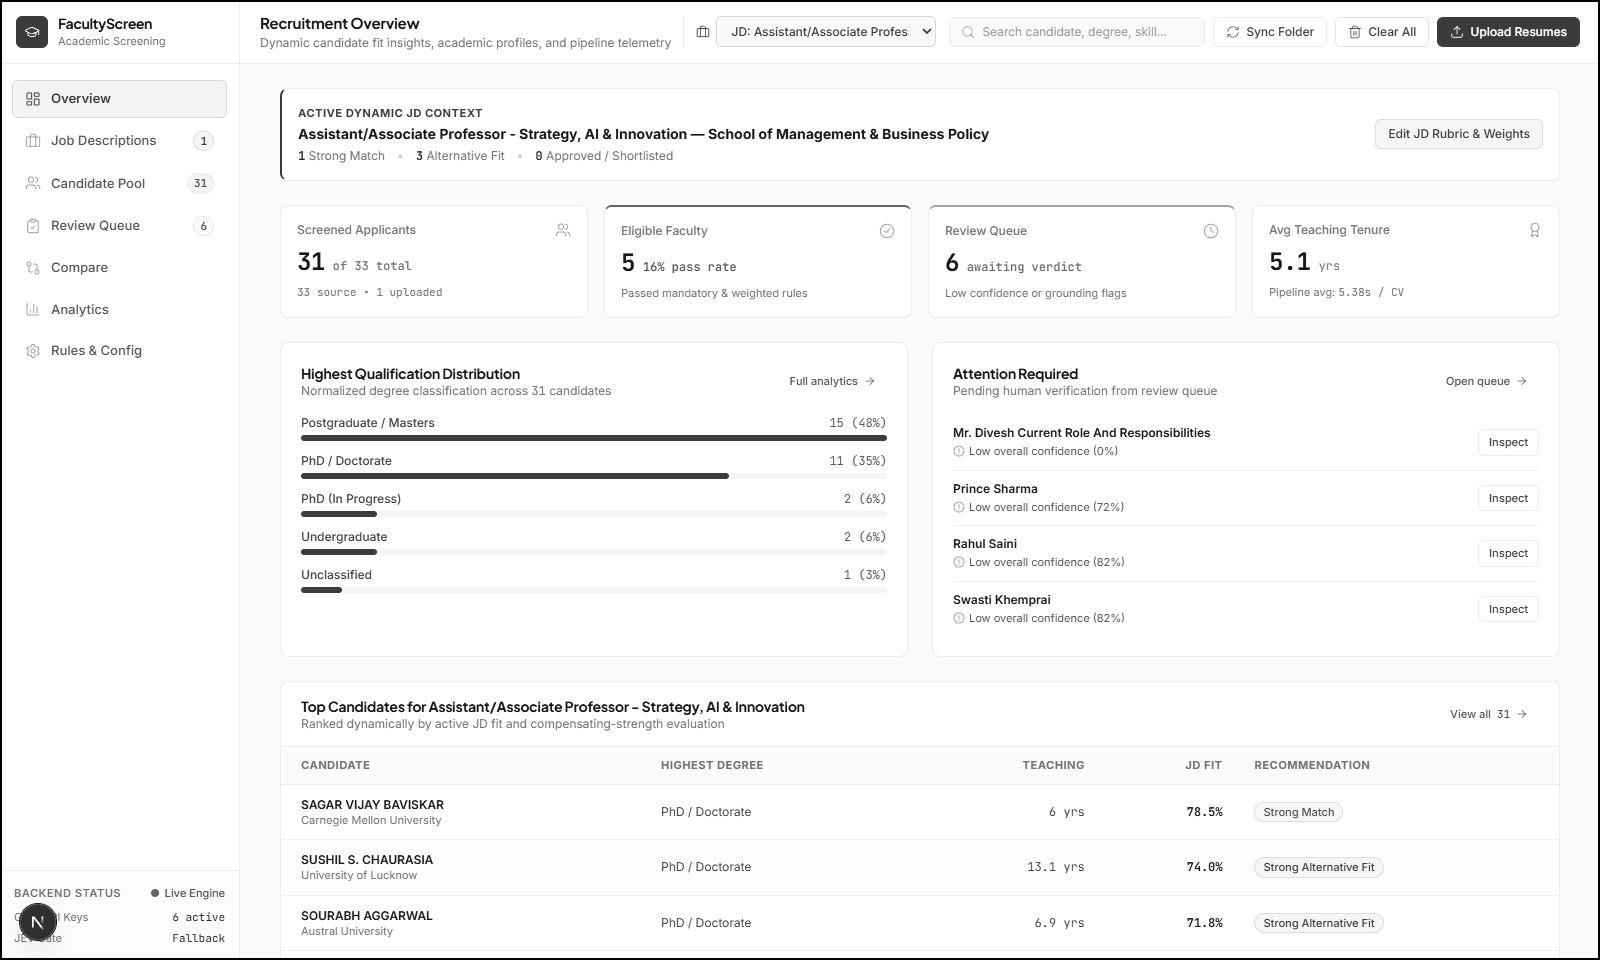 FacultyScreen
Academic Screening
Overview
Job Descriptions 1
Candidate Pool 31
Review Queue 6
Compare
Analytics
Rules & Config
BACKEND STATUS Live Engine
Keys 6 active
Fallback
N
Recruitment Overview
Dynamic candidate fit insights, academic profiles, and pipeline telemetry
JD: Assistant/Associate Profes
Search candidate, degree, skill...
Sync Folder
Clear All
Upload Resumes
ACTIVE DYNAMIC JD CONTEXT
Assistant/Associate Professor - Strategy, AI & Innovation — School of Management & Business Policy
1 Strong Match • 3 Alternative Fit • 0 Approved / Shortlisted
Edit JD Rubric & Weights
Screened Applicants
31 of 33 total
33 source • 1 uploaded
Eligible Faculty
5 16% pass rate
Passed mandatory & weighted rules
Review Queue
6 awaiting verdict
Low confidence or grounding flags
Avg Teaching Tenure
5.1 yrs
Pipeline avg: 5.38s / CV
Highest Qualification Distribution
Normalized degree classification across 31 candidates
Full analytics →
Postgraduate / Masters 15 (48%)
PhD / Doctorate 11 (35%)
PhD (In Progress) 2 (6%)
Undergraduate 2 (6%)
Unclassified 1 (3%)
Attention Required
Pending human verification from review queue
Open queue →
Mr. Divesh Current Role And Responsibilities
Low overall confidence (0%)
Inspect
Prince Sharma
Low overall confidence (72%)
Inspect
Rahul Saini
Low overall confidence (82%)
Inspect
Swasti Khemprai
Low overall confidence (82%)
Inspect
Top Candidates for Assistant/Associate Professor - Strategy, AI & Innovation
Ranked dynamically by active JD fit and compensating-strength evaluation
View all 31 →
CANDIDATE HIGHEST DEGREE TEACHING JD FIT RECOMMENDATION
SAGAR VIJAY BAVISKAR
Carnegie Mellon University
PhD / Doctorate 6 yrs 78.5% Strong Match
SUSHIL S. CHAURASIA
University of Lucknow
PhD / Doctorate 13.1 yrs 74.0% Strong Alternative Fit
SOURABH AGGARWAL
Austral University
PhD / Doctorate 6.9 yrs 71.8% Strong Alternative Fit